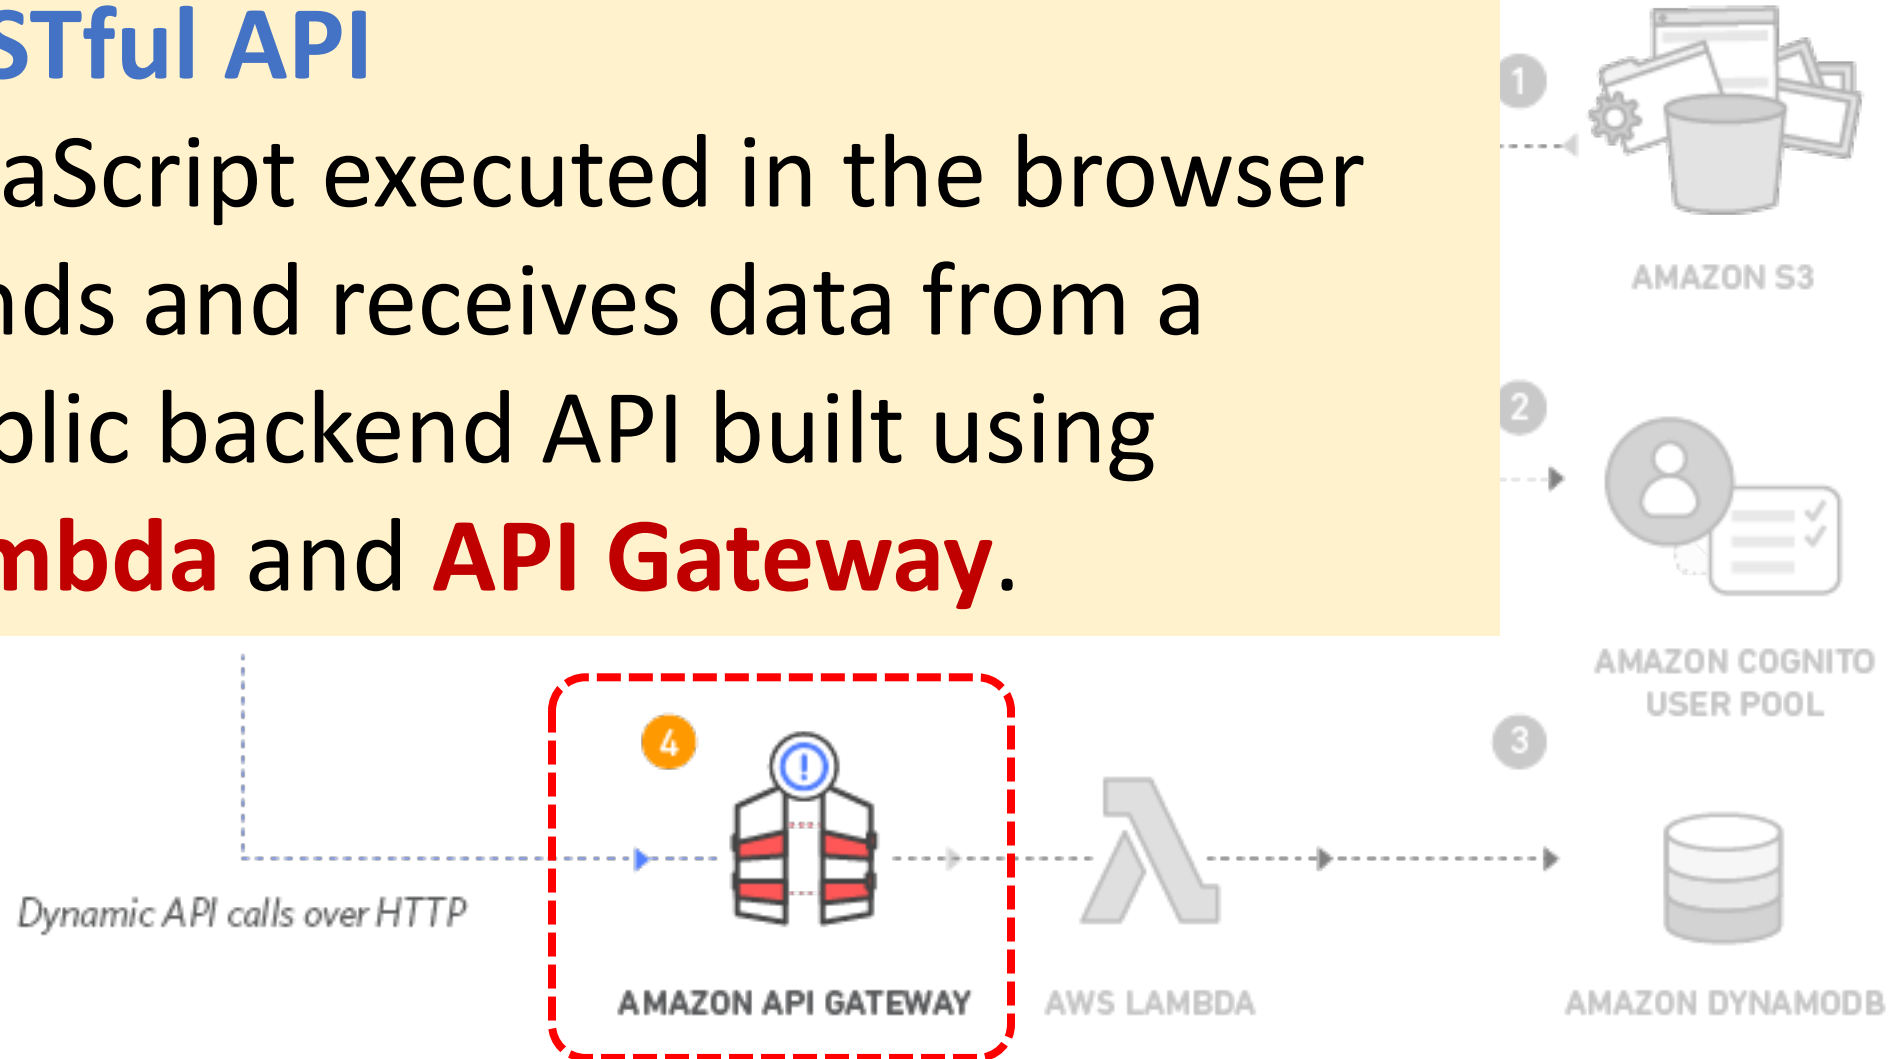 STful API
aScript executed in the browser
nds and receives data from a
blic backend API built using
mbda and API Gateway.
1
AMAZON S3
2
AMAZON COGNITO
USER POOL
4
3
Dynamic API calls over HTTP
AMAZON API GATEWAY
AWS LAMBDA
AMAZON DYNAMODB